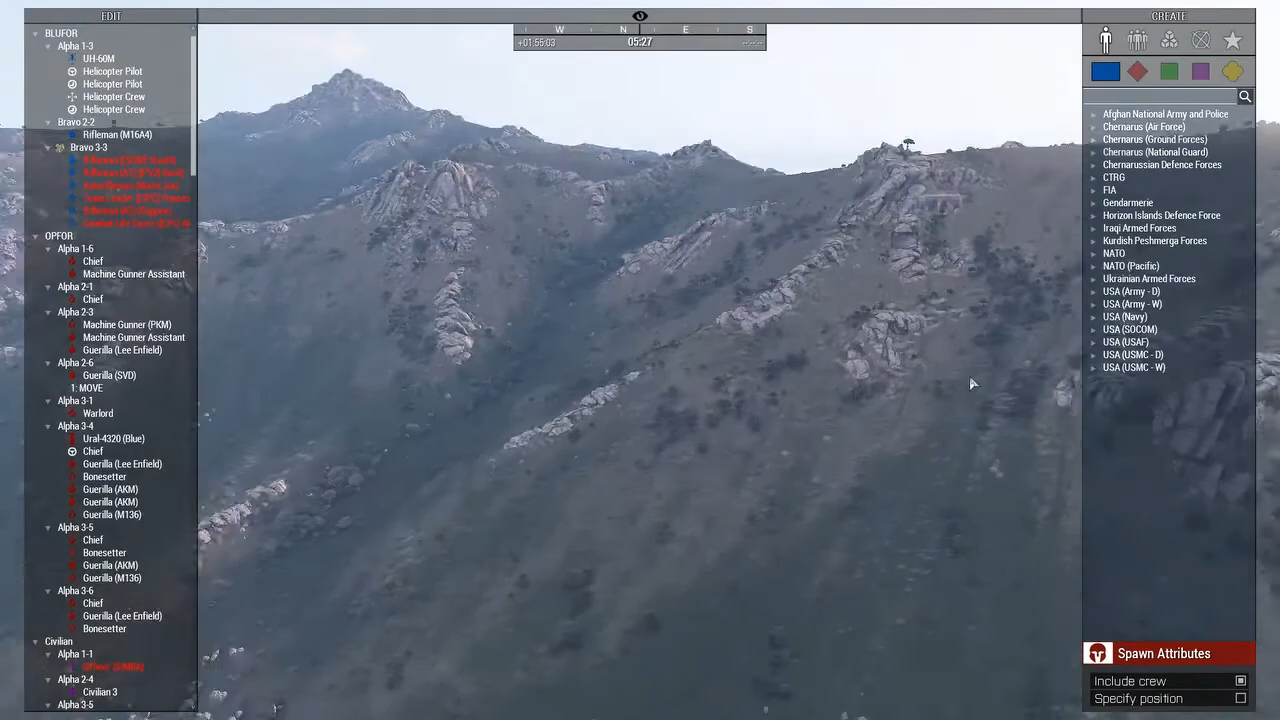 EDIT
BLUFOR
Alpha 1-3
UH-60M
Helicopter Pilot
Helicopter Pilot
Helicopter Crew
Helicopter Crew
Bravo 2-2
Rifleman (M16A4)
Bravo 3-3
OPFOR
Alpha 1-6
Chief
Machine Gunner Assistant
Alpha 2-1
Chief
Alpha 2-3
Machine Gunner (PKM)
Machine Gunner Assistant
Guerilla (Lee Enfield)
Alpha 2-6
Guerilla (SVD)
1: MOVE
Alpha 3-1
Warlord
Alpha 3-4
Ural-4320 (Blue)
Chief
Guerilla (Lee Enfield)
Bonesetter
Guerilla (AKM)
Guerilla (AKM)
Guerilla (M136)
Alpha 3-5
Chief
Bonesetter
Guerilla (AKM)
Guerilla (M136)
Alpha 3-6
Chief
Guerilla (Lee Enfield)
Bonesetter
Civilian
Alpha 1-1
Alpha 2-4
Civilian 3
Alpha 3-5
W N E S
+01:55:03 05:27
CREATE
Afghan National Army and Police
Chernarus (Air Force)
Chernarus (Ground Forces)
Chernarus (National Guard)
Chernarussian Defence Forces
CTRG
FIA
Gendarmerie
Horizon Islands Defence Force
Iraqi Armed Forces
Kurdish Peshmerga Forces
NATO
NATO (Pacific)
Ukrainian Armed Forces
USA (Army - D)
USA (Army - W)
USA (Navy)
USA (SOCOM)
USA (USAF)
USA (USMC - D)
USA (USMC - W)
Spawn Attributes
Include crew
Specify position